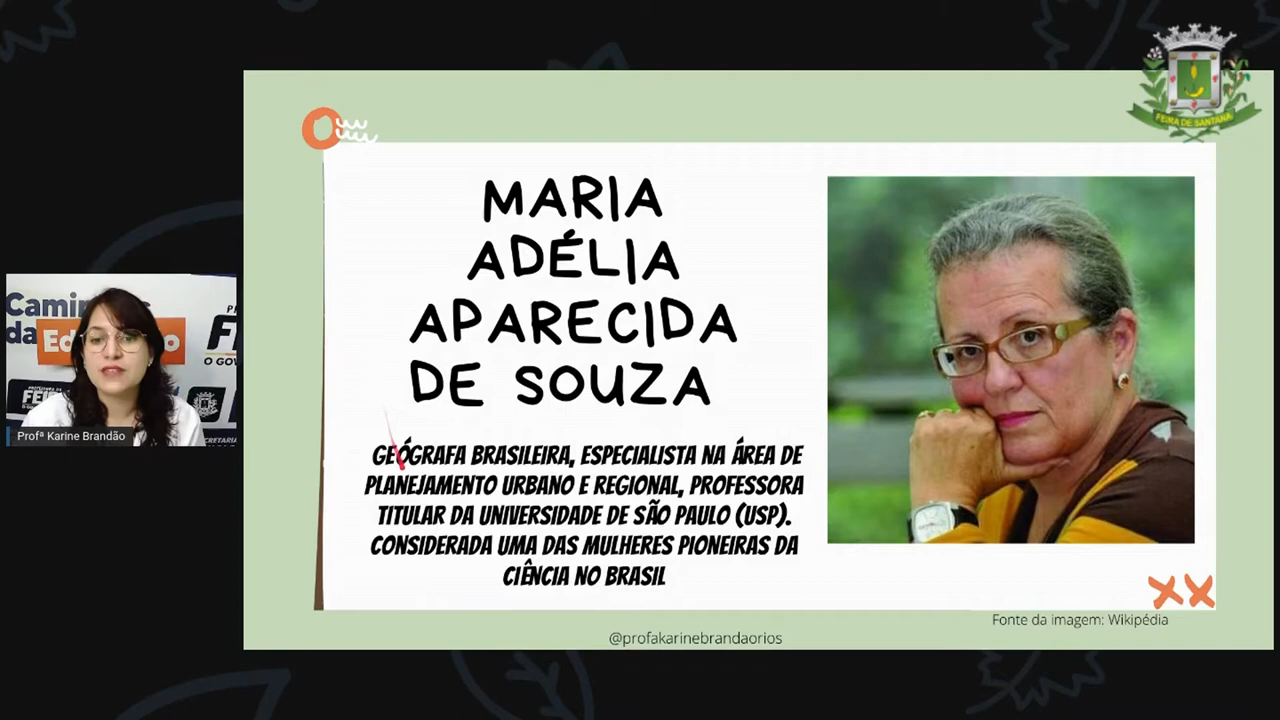 FEIRA DE SANTANA
MARIA
ADÉLIA
APARECIDA
DE SOUZA
GEÓGRAFA BRASILEIRA, ESPECIALISTA NA ÁREA DE
PLANEJAMENTO URBANO E REGIONAL, PROFESSORA
TITULAR DA UNIVERSIDADE DE SÃO PAULO (USP).
CONSIDERADA UMA DAS MULHERES PIONEIRAS DA
CIÊNCIA NO BRASIL
Fonte da imagem: Wikipédia
@profakarinebrandaorios
da
O GOV
Profª Karine Brandão